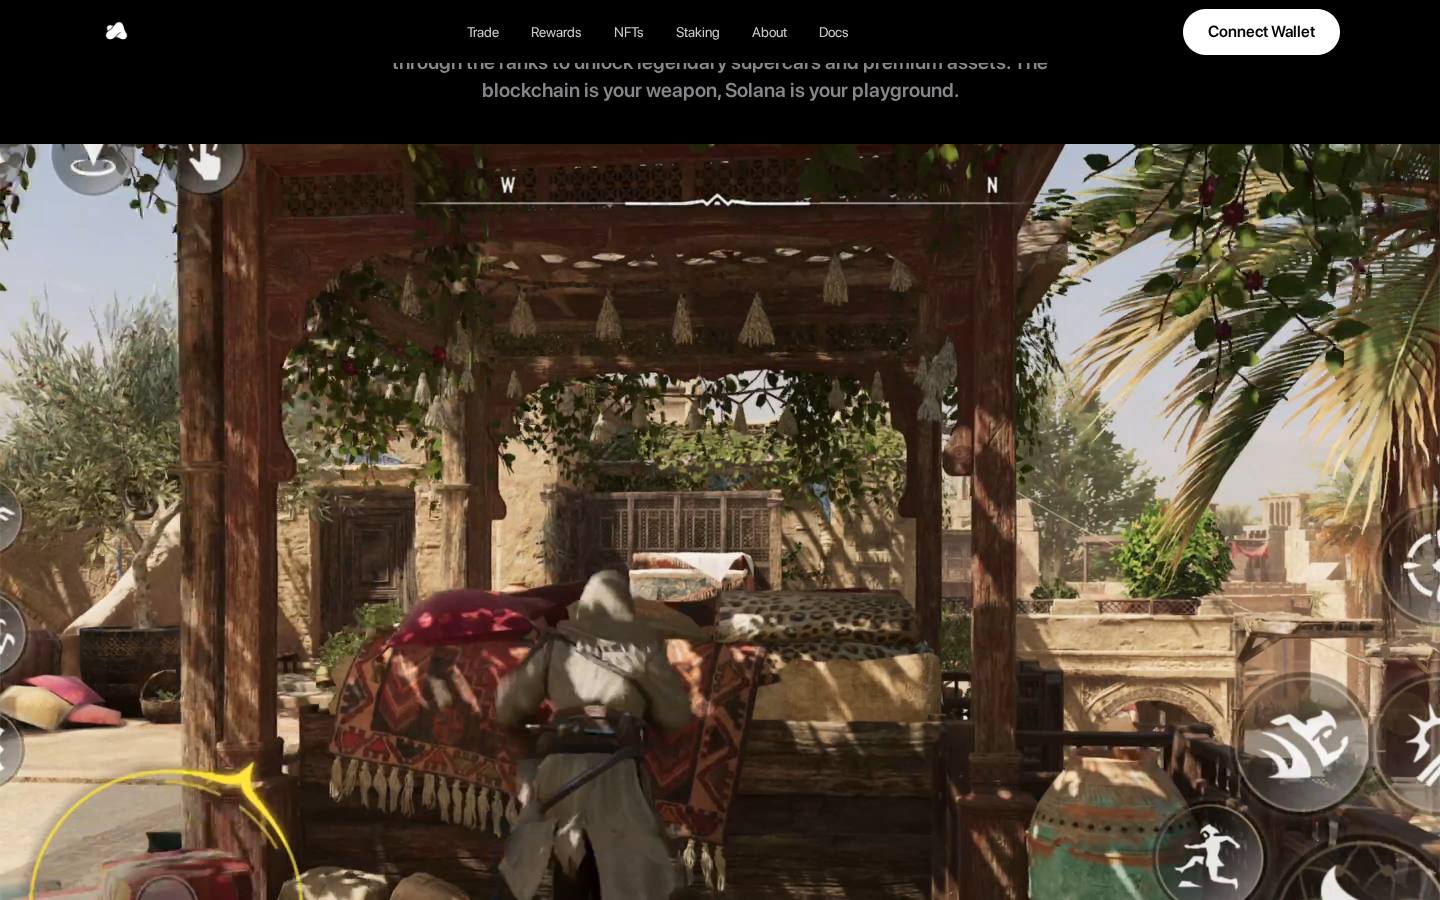 Trade
Rewards
NFTs
Staking
About
Docs
Connect Wallet
through the ranks to unlock legendary supercars and premium assets. The
blockchain is your weapon, Solana is your playground.
W
N